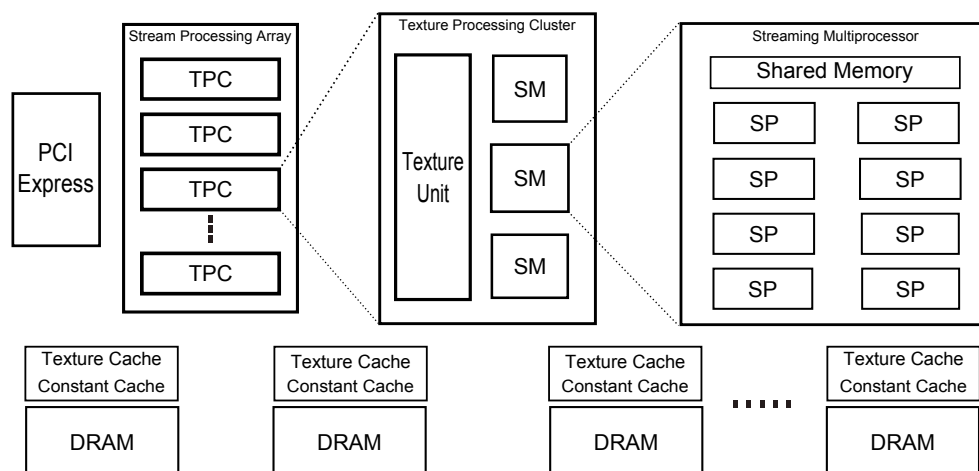 Stream Processing Array
TPC
TPC
TPC
TPC
PCI
Express
Texture Processing Cluster
Texture
Unit
SM
SM
SM
Streaming Multiprocessor
Shared Memory
SP SP
SP SP
SP SP
SP SP
Texture Cache
Constant Cache
DRAM
Texture Cache
Constant Cache
DRAM
Texture Cache
Constant Cache
DRAM
Texture Cache
Constant Cache
DRAM